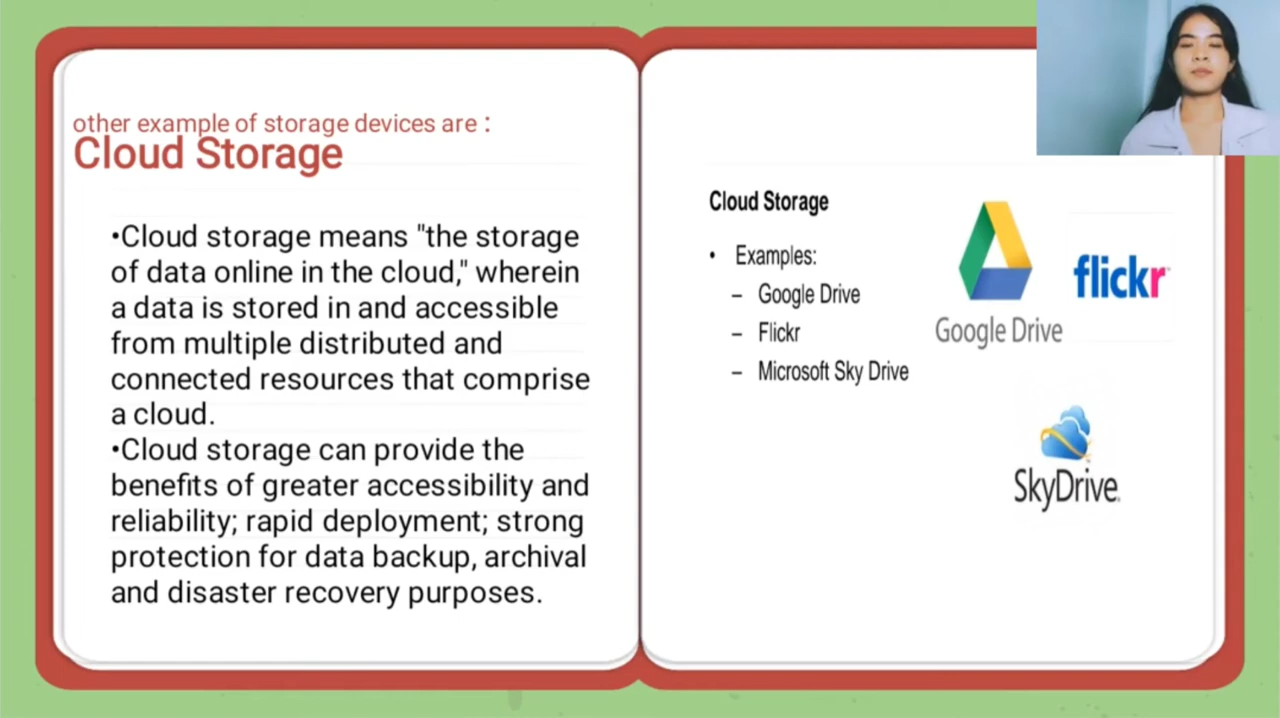 other example of storage devices are :
Cloud Storage
•Cloud storage means "the storage
of data online in the cloud," wherein
a data is stored in and accessible
from multiple distributed and
connected resources that comprise
a cloud.
•Cloud storage can provide the
benefits of greater accessibility and
reliability; rapid deployment; strong
protection for data backup, archival
and disaster recovery purposes.
Cloud Storage
• Examples:
– Google Drive
– Flickr
– Microsoft Sky Drive
Google Drive
flickr
SkyDrive